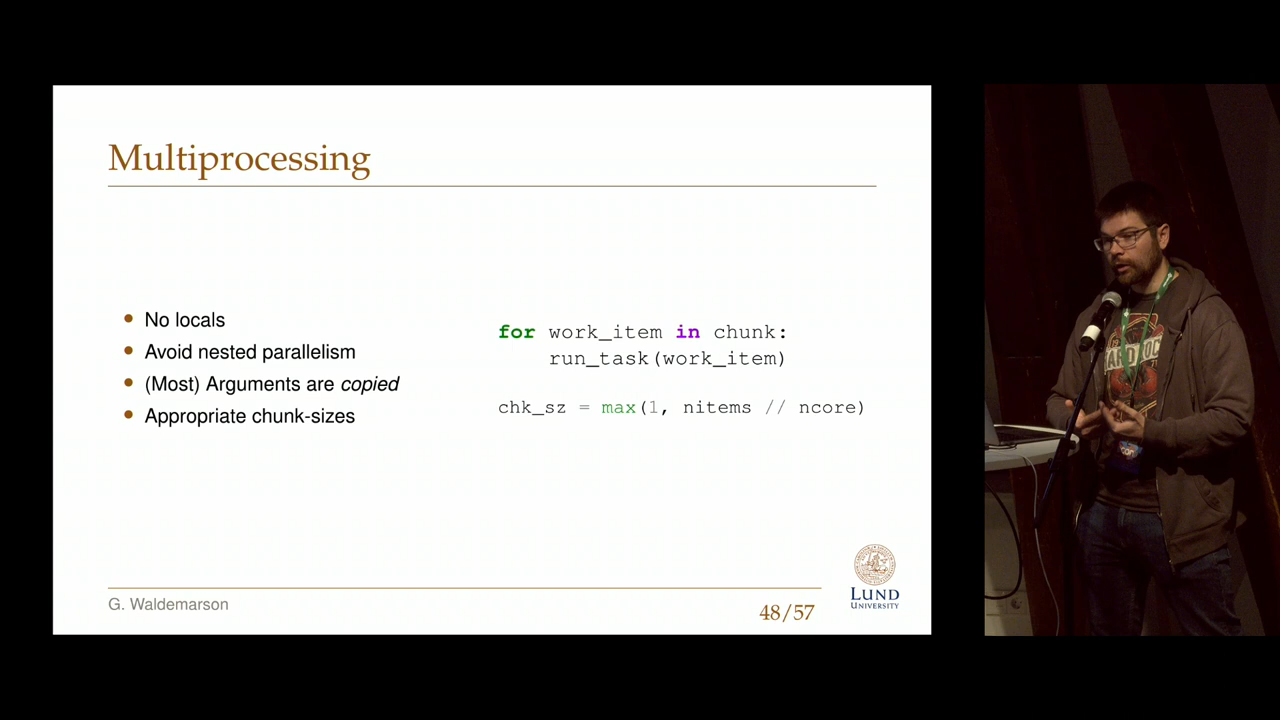 Multiprocessing
No locals
Avoid nested parallelism
(Most) Arguments are copied
Appropriate chunk-sizes
for work_item in chunk:
    run_task(work_item)
chk_sz = max(1, nitems // ncore)
G. Waldemarson
48/57
LUND
UNIVERSITY